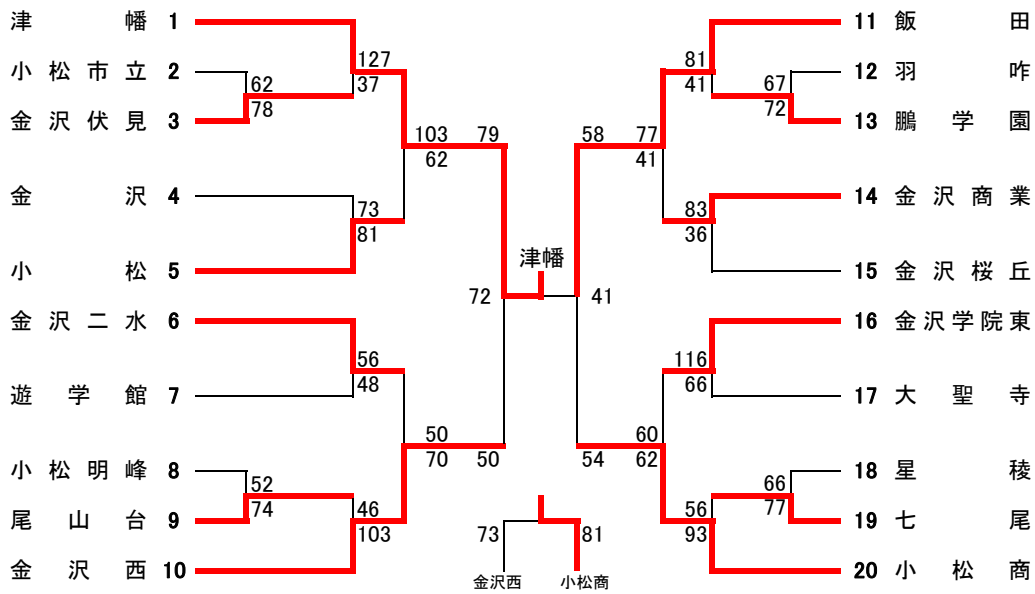 津幡 1
小松市立 2
金沢伏見 3
金沢 4
小松 5
金沢二水 6
遊学館 7
小松明峰 8
尾山台 9
金沢西 10
127
37
62
78
103
62
79
73
81
56
48
50
70
50
52
74
46
103
津幡
72
41
73
81
金沢西
小松商
58
77
41
81
41
67
72
83
36
116
66
54
60
62
66
77
56
93
11 飯田
12 羽咋
13 鵬学園
14 金沢商業
15 金沢桜丘
16 金沢学院東
17 大聖寺
18 星稜
19 七尾
20 小松商